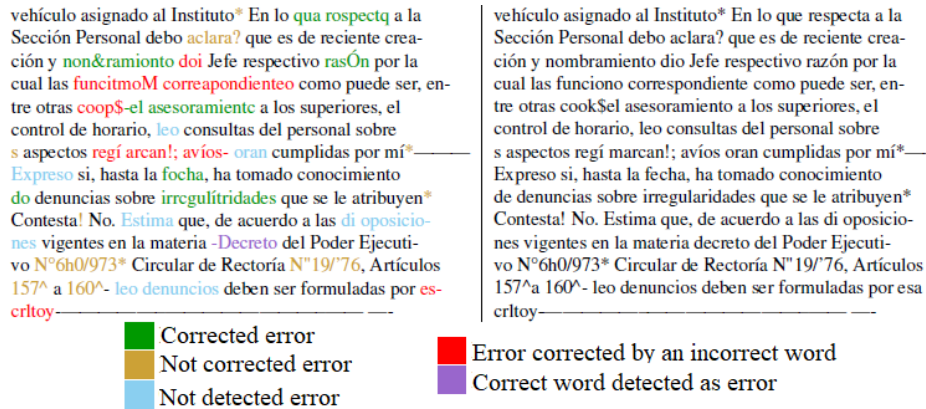 vehículo asignado al Instituto* En lo qua rospectq a la
Sección Personal debo aclara? que es de reciente crea-
ción y non&ramionto doi Jefe respectivo rasÓn por la
cual las funcitmoM correapondienteo como puede ser, en-
tre otras coop$-el asesoramientc a los superiores, el
control de horario, leo consultas del personal sobre
s aspectos regí arcan!; avíos- oran cumplidas por mí*———
Expreso si, hasta la focha, ha tomado conocimiento
do denuncias sobre irrcgulítridades que se le atribuyen*
Contesta! No. Estima que, de acuerdo a las di oposicio-
nes vigentes en la materia -Decreto del Poder Ejecuti-
vo N°6h0/973* Circular de Rectoría N"19/'76, Artículos
157^ a 160^- leo denuncios deben ser formuladas por es-
crltoy——————————————— —-
vehículo asignado al Instituto* En lo que respecta a la
Sección Personal debo aclara? que es de reciente crea-
ción y nombramiento dio Jefe respectivo razón por la
cual las funciono correspondiente como puede ser, en-
tre otras cook$el asesoramiento a los superiores, el
control de horario, leo consultas del personal sobre
s aspectos regí marcan!; avíos oran cumplidas por mí*—-
Expreso si, hasta la fecha, ha tomado conocimiento
de denuncias sobre irregularidades que se le atribuyen*
Contesta! No. Estima que, de acuerdo a las di oposicio-
nes vigentes en la materia decreto del Poder Ejecuti-
vo N°6h0/973* Circular de Rectoría N"19/'76, Artículos
157^a 160^- leo denuncios deben ser formuladas por esa
crltoy——————————————— —-
Corrected error
Not corrected error
Not detected error
Error corrected by an incorrect word
Correct word detected as error